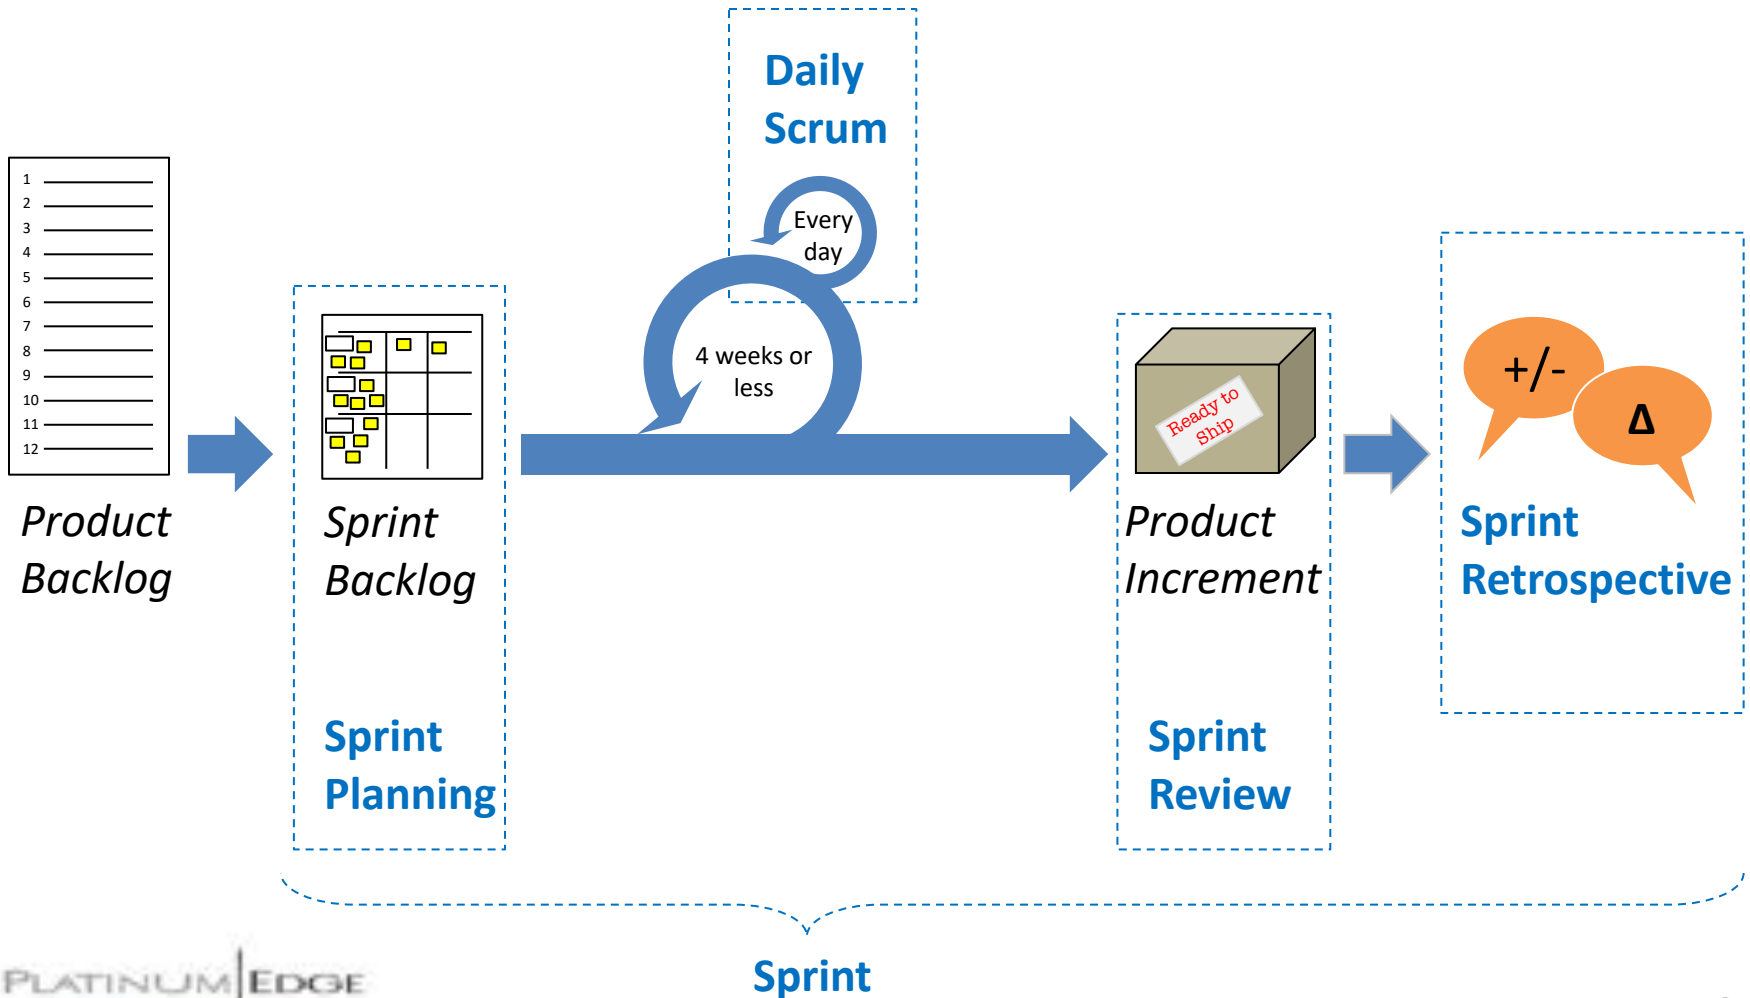 Daily
Scrum
Every
day
4 weeks or
less
1
2
3
4
5
6
7
8
9
10
11
12
Product
Backlog
Sprint
Backlog
Sprint
Planning
Ready to
Ship
Product
Increment
Sprint
Review
+/-
Δ
Sprint
Retrospective
Sprint
PLATINUM EDGE